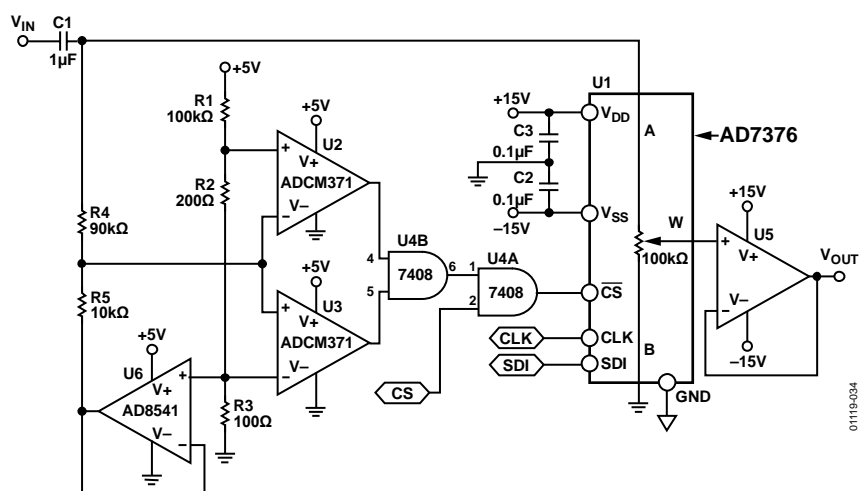 VIN
C1
1µF
+5V
R1
100kΩ
R2
200Ω
R4
90kΩ
R5
10kΩ
+5V
U2
+
V+
ADCM371
V–
–
+5V
U3
+
V+
ADCM371
V–
–
+5V
U6
V+
+
AD8541
V–
–
R3
100Ω
U4B
4
7408
6
5
U4A
1
7408
2
CS
U1
+15V
VDD
C3
0.1µF
C2
0.1µF
–15V
VSS
A
AD7376
W
100kΩ
CS
CLK
CLK
SDI
SDI
B
GND
+15V
U5
+
V+
V–
–
–15V
VOUT
01119-034